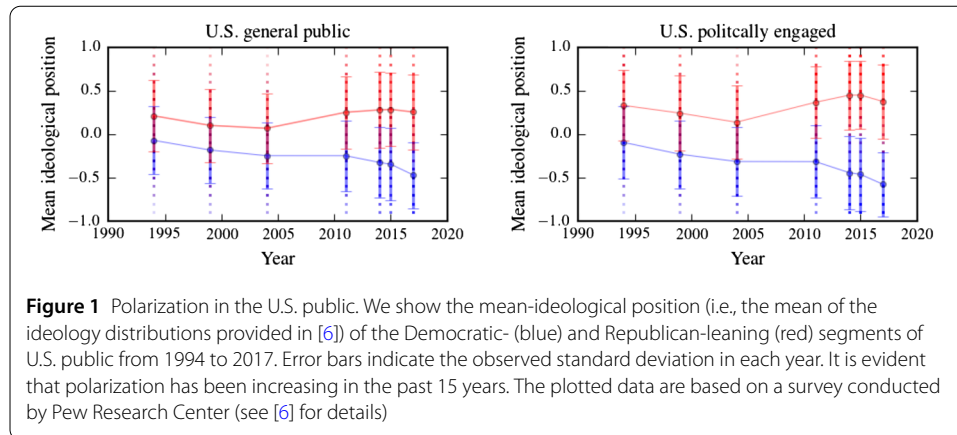 U.S. general public
U.S. politcally engaged
Mean ideological position
1.0
0.5
0.0
−0.5
−1.0
1990 1995 2000 2005 2010 2015 2020
Year
Mean ideological position
1.0
0.5
0.0
−0.5
−1.0
1990 1995 2000 2005 2010 2015 2020
Year
Figure 1 Polarization in the U.S. public. We show the mean-ideological position (i.e., the mean of the
ideology distributions provided in [6]) of the Democratic- (blue) and Republican-leaning (red) segments of
U.S. public from 1994 to 2017. Error bars indicate the observed standard deviation in each year. It is evident
that polarization has been increasing in the past 15 years. The plotted data are based on a survey conducted
by Pew Research Center (see [6] for details)